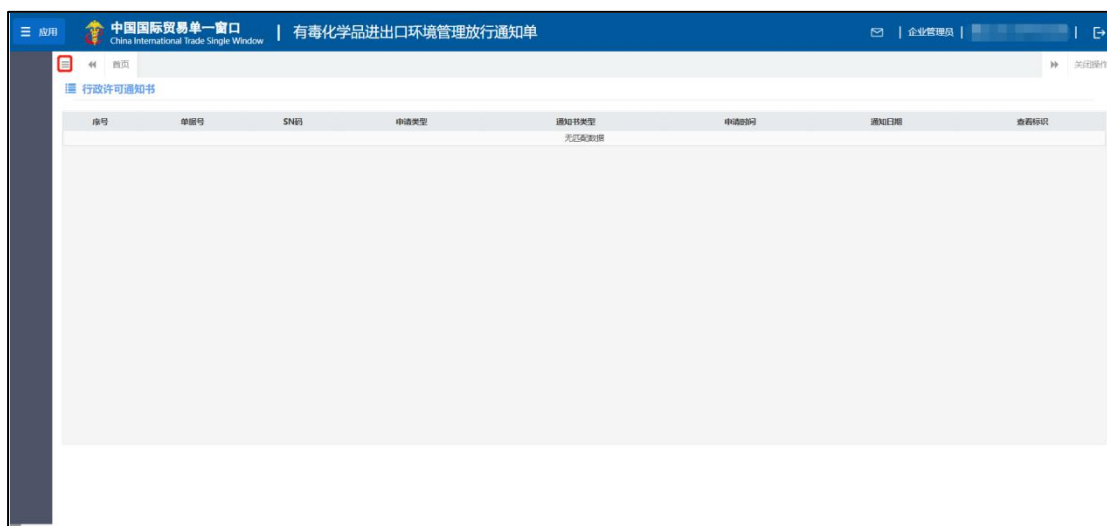 应用
中国国际贸易单一窗口
China International Trade Single Window
有毒化学品进出口环境管理放行通知单
企业管理员
首页
关闭操作
行政许可通知书
序号 单据号 SN码 申请类型 通知书类型 申请时间 通知日期 查看标识
无匹配数据